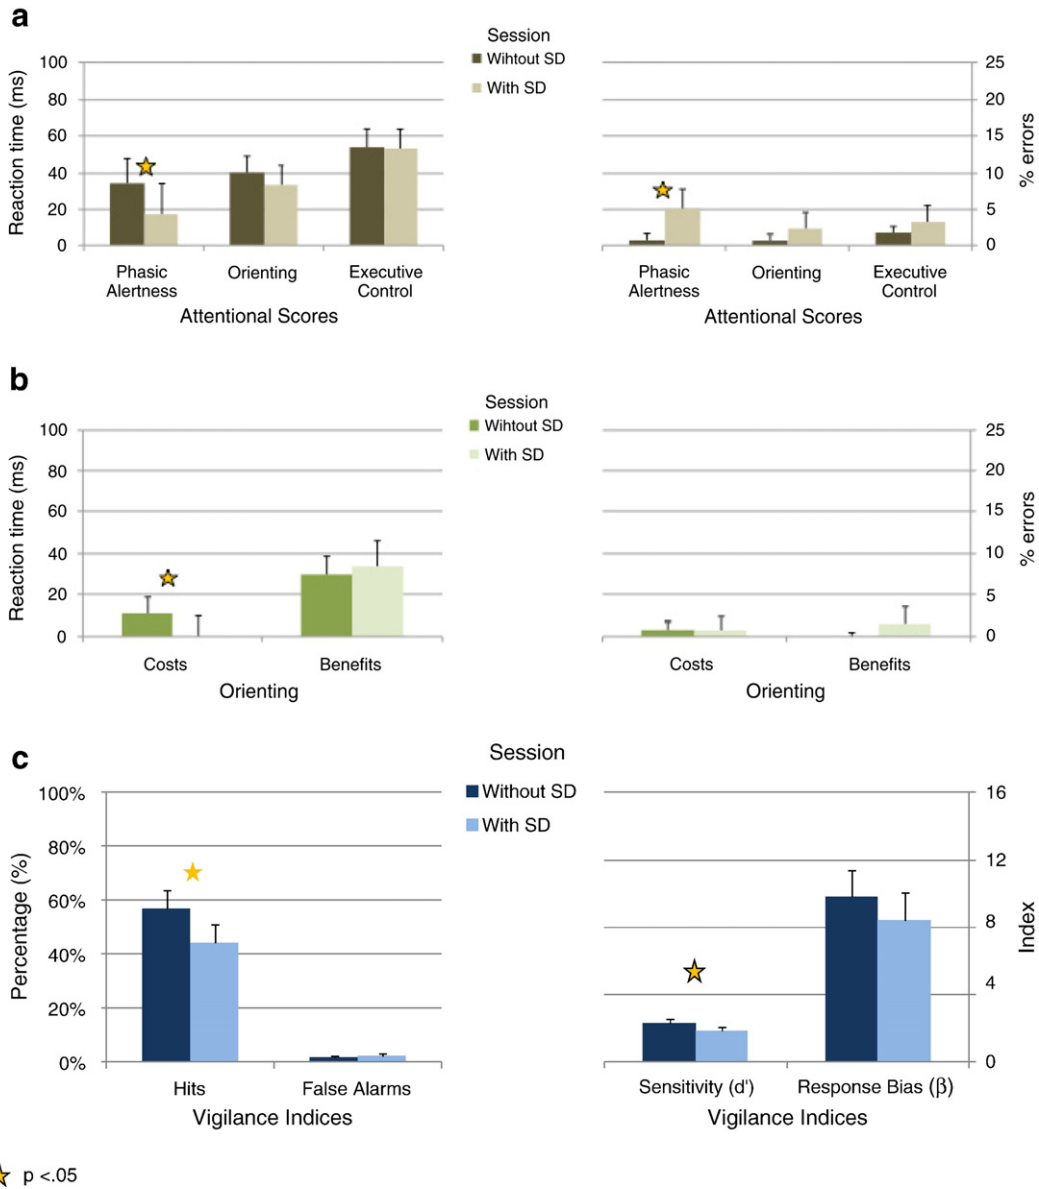 a
Session
Wihtout SD
With SD
Reaction time (ms)
100
80
60
40
20
0
Phasic Alertness
Orienting
Executive Control
Attentional Scores
25
20
15
10
5
0
% errors
Phasic Alertness
Orienting
Executive Control
Attentional Scores
b
Session
Wihtout SD
With SD
Reaction time (ms)
100
80
60
40
20
0
Costs
Benefits
Orienting
25
20
15
10
5
0
% errors
Costs
Benefits
Orienting
c
Session
Without SD
With SD
Percentage (%)
100%
80%
60%
40%
20%
0%
Hits
False Alarms
Vigilance Indices
16
12
8
4
0
Index
Sensitivity (d')
Response Bias (β)
Vigilance Indices
p <.05